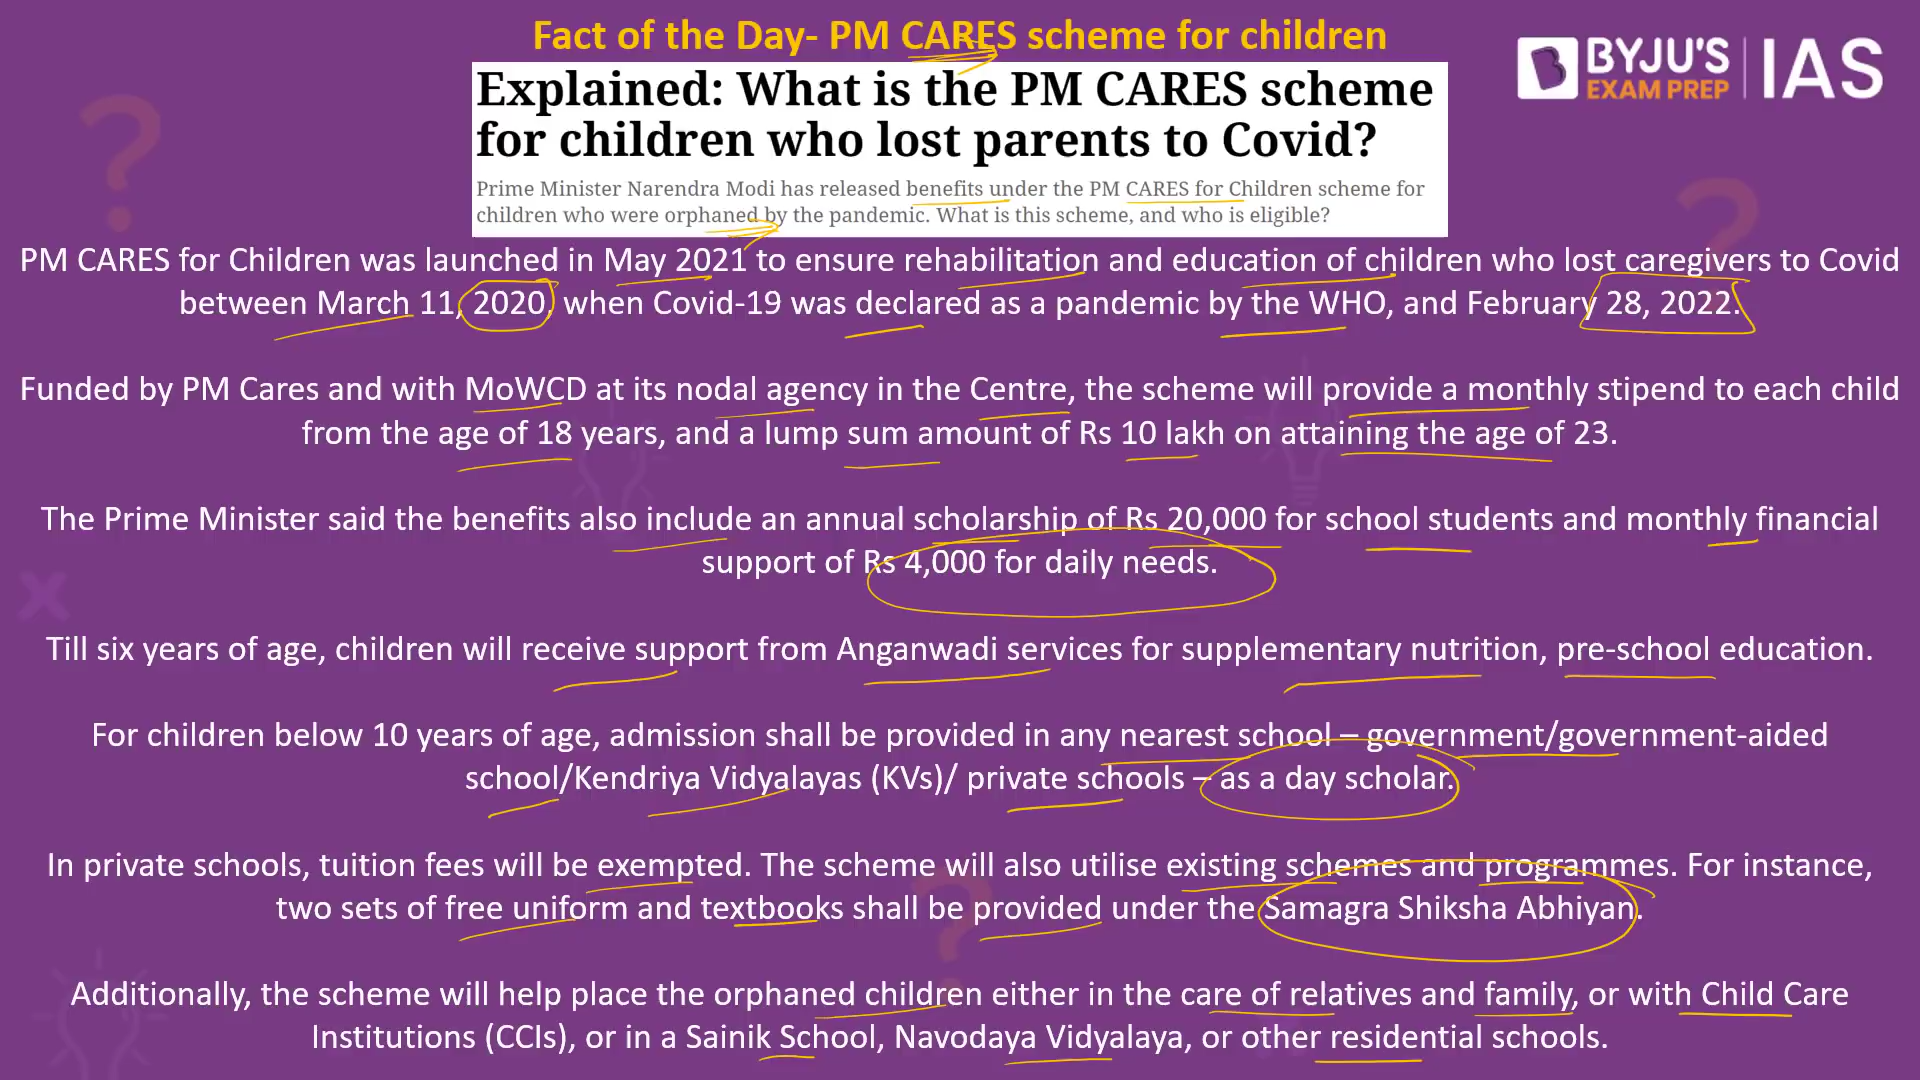 Fact of the Day- PM CARES scheme for children
BYJU'S
EXAM PREP
IAS
Explained: What is the PM CARES scheme
for children who lost parents to Covid?
Prime Minister Narendra Modi has released benefits under the PM CARES for Children scheme for
children who were orphaned by the pandemic. What is this scheme, and who is eligible?
PM CARES for Children was launched in May 2021 to ensure rehabilitation and education of children who lost caregivers to Covid
between March 11, 2020, when Covid-19 was declared as a pandemic by the WHO, and February 28, 2022.
Funded by PM Cares and with MoWCD at its nodal agency in the Centre, the scheme will provide a monthly stipend to each child
from the age of 18 years, and a lump sum amount of Rs 10 lakh on attaining the age of 23.
The Prime Minister said the benefits also include an annual scholarship of Rs 20,000 for school students and monthly financial
support of Rs 4,000 for daily needs.
Till six years of age, children will receive support from Anganwadi services for supplementary nutrition, pre-school education.
For children below 10 years of age, admission shall be provided in any nearest school – government/government-aided
school/Kendriya Vidyalayas (KVs)/ private schools – as a day scholar.
In private schools, tuition fees will be exempted. The scheme will also utilise existing schemes and programmes. For instance,
two sets of free uniform and textbooks shall be provided under the Samagra Shiksha Abhiyan.
Additionally, the scheme will help place the orphaned children either in the care of relatives and family, or with Child Care
Institutions (CCIs), or in a Sainik School, Navodaya Vidyalaya, or other residential schools.